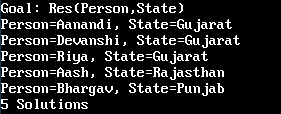 Goal: Res(Person,State)
Person=Aanandi, State=Gujarat
Person=Devanshi, State=Gujarat
Person=Riya, State=Gujarat
Person=Aash, State=Rajasthan
Person=Bhargav, State=Punjab
5 Solutions